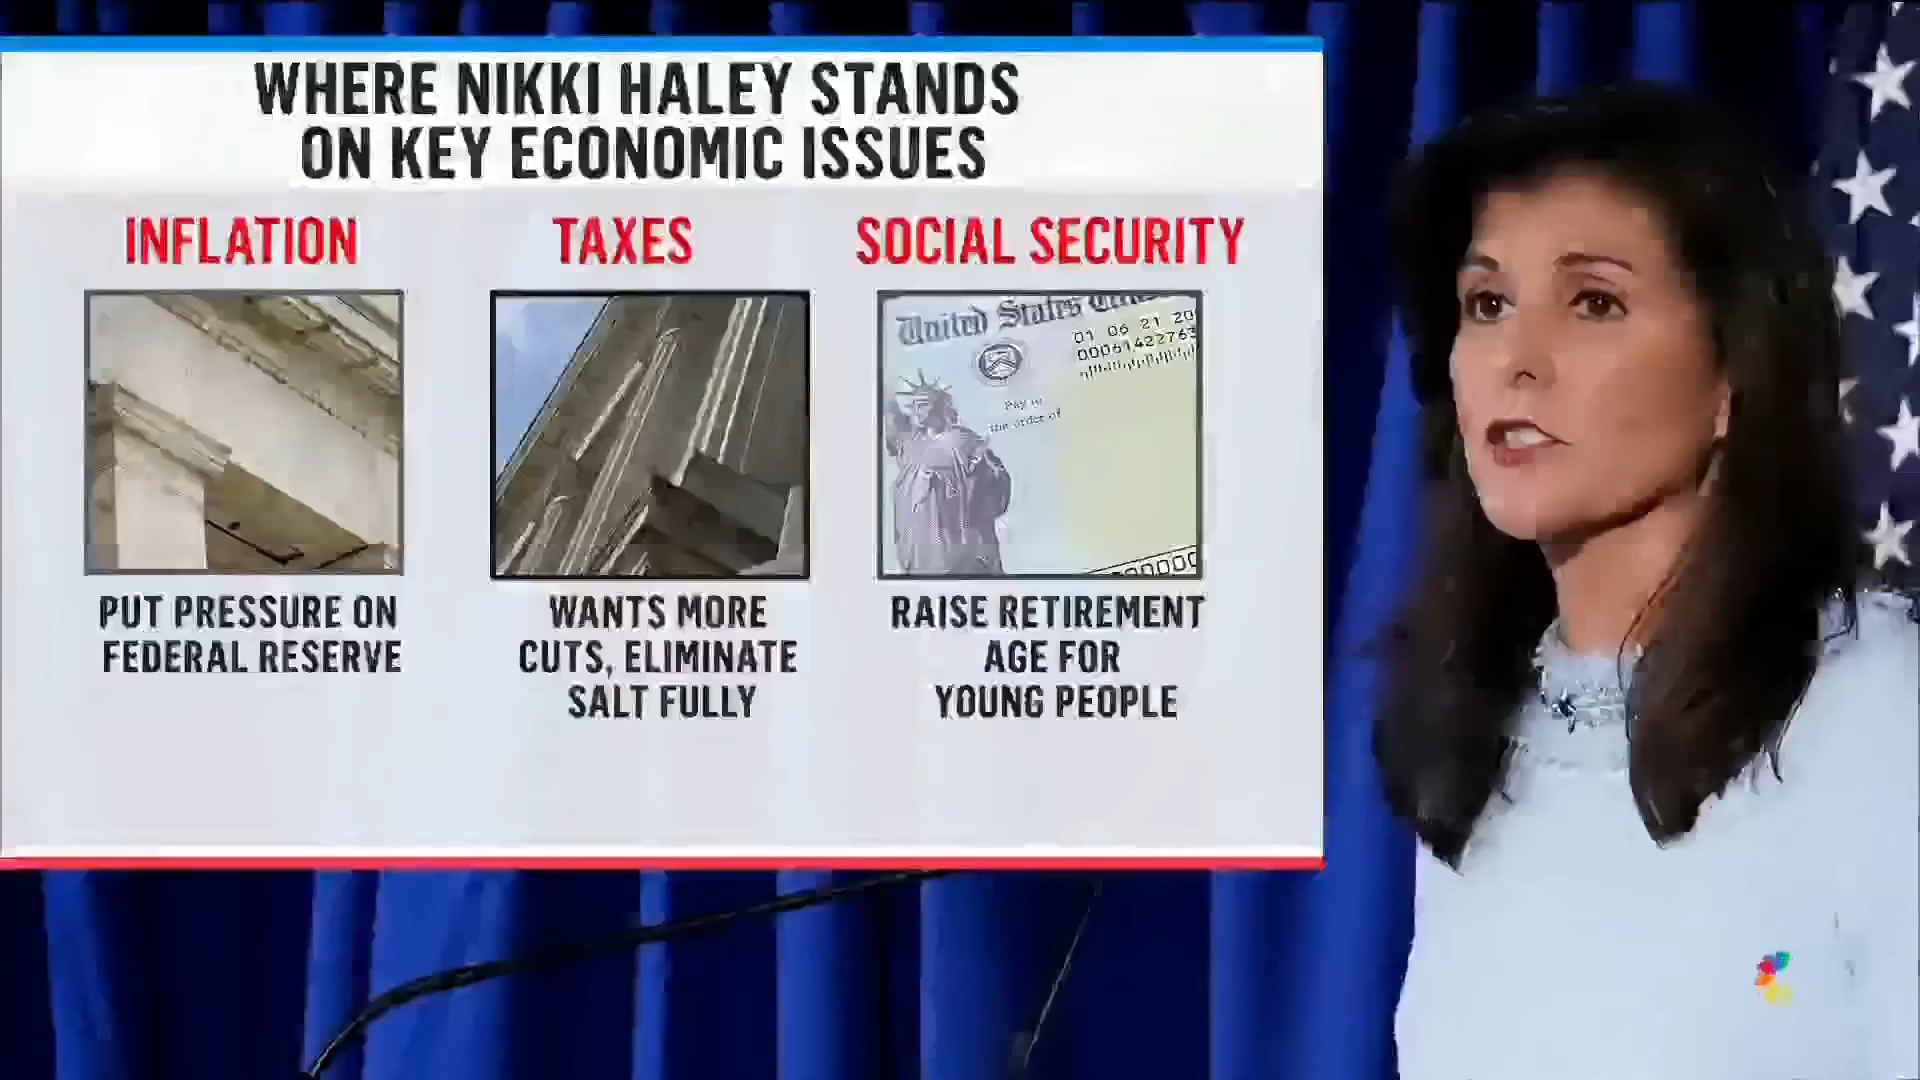 WHERE NIKKI HALEY STANDS
ON KEY ECONOMIC ISSUES
INFLATION
PUT PRESSURE ON
FEDERAL RESERVE
TAXES
WANTS MORE
CUTS, ELIMINATE
SALT FULLY
SOCIAL SECURITY
United States
01 06 21 20
Pay to
the order of
RAISE RETIREMENT
AGE FOR
YOUNG PEOPLE